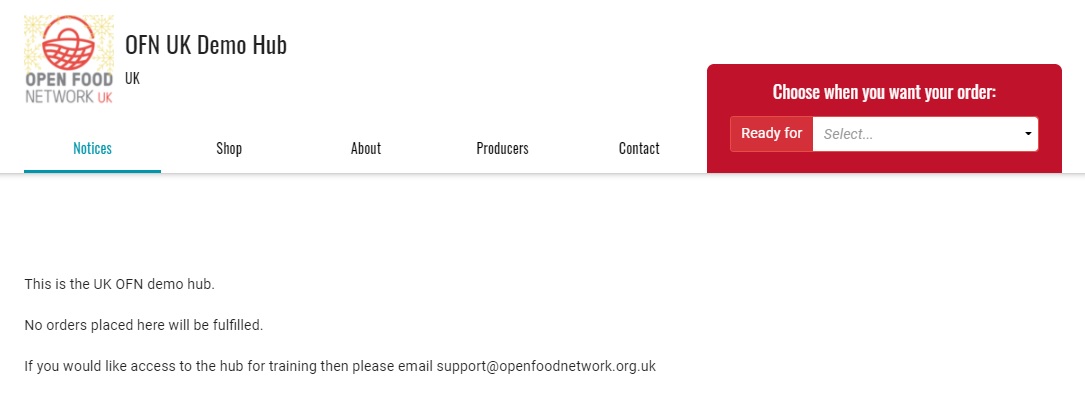 OPEN FOOD
NETWORK UK
OFN UK Demo Hub
UK
Choose when you want your order:
Ready for
Select...
Notices
Shop
About
Producers
Contact
This is the UK OFN demo hub.
No orders placed here will be fulfilled.
If you would like access to the hub for training then please email support@openfoodnetwork.org.uk